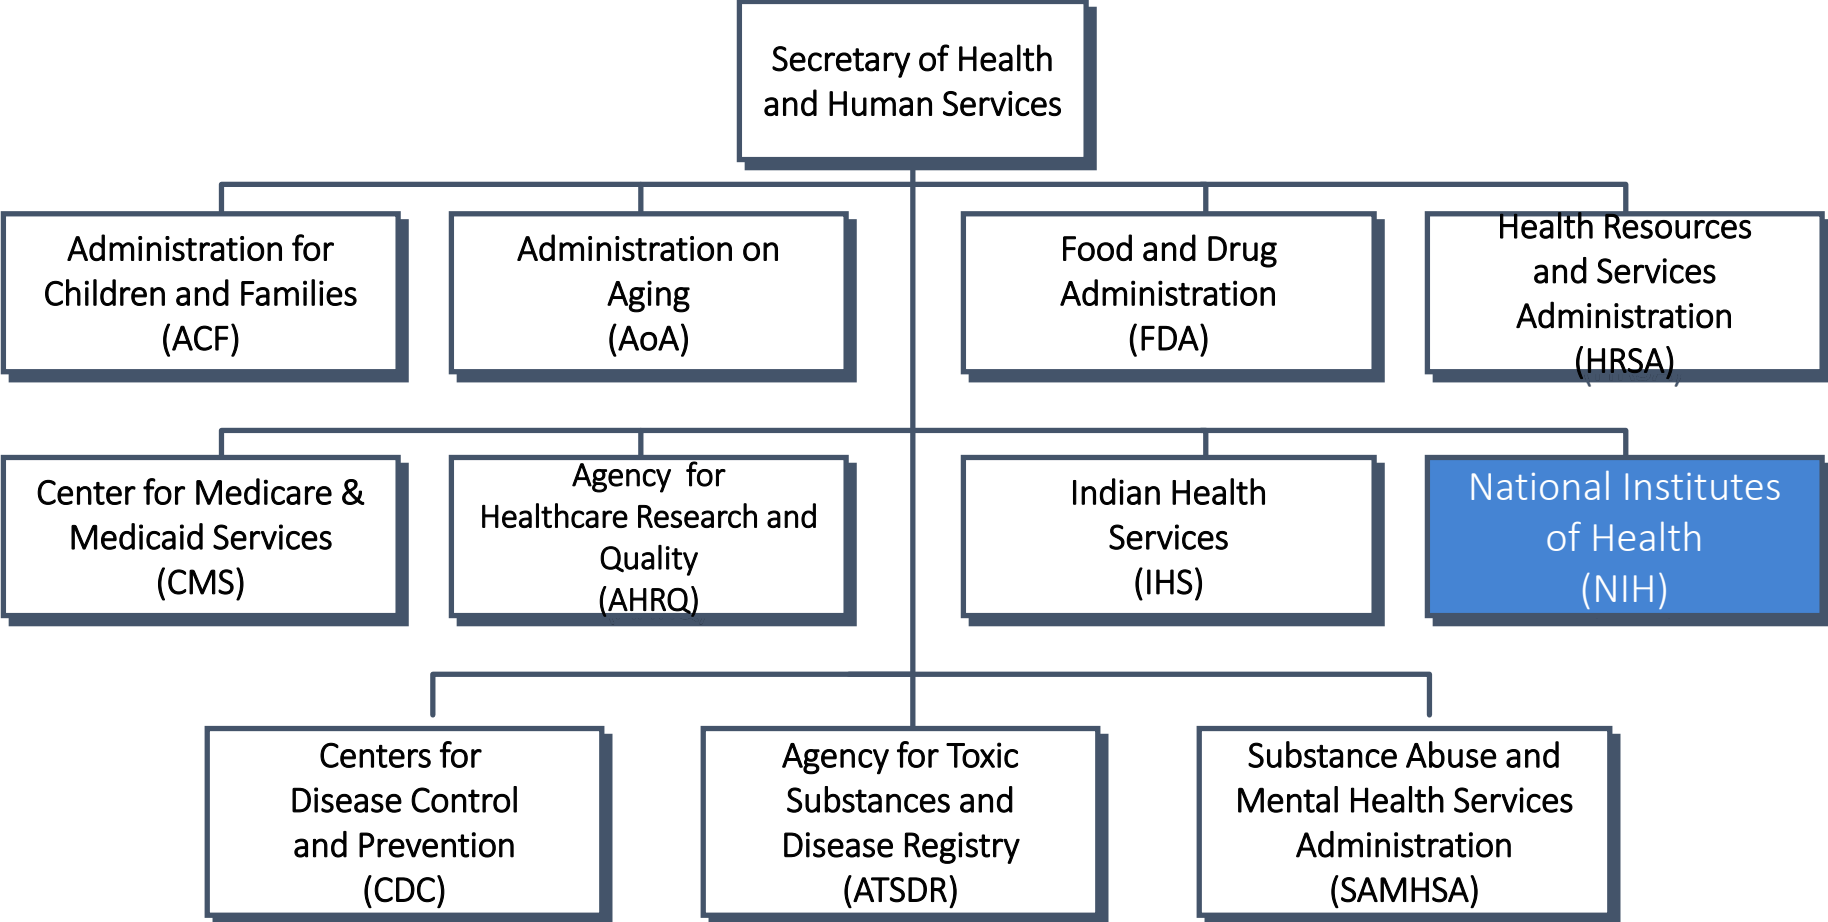 Secretary of Health
and Human Services
Administration for
Children and Families
(ACF)
Administration on
Aging
(AoA)
Food and Drug
Administration
(FDA)
Health Resources
and Services
Administration
(HRSA)
Center for Medicare &
Medicaid Services
(CMS)
Agency for
Healthcare Research and
Quality
(AHRQ)
Indian Health
Services
(IHS)
National Institutes
of Health
(NIH)
Centers for
Disease Control
and Prevention
(CDC)
Agency for Toxic
Substances and
Disease Registry
(ATSDR)
Substance Abuse and
Mental Health Services
Administration
(SAMHSA)